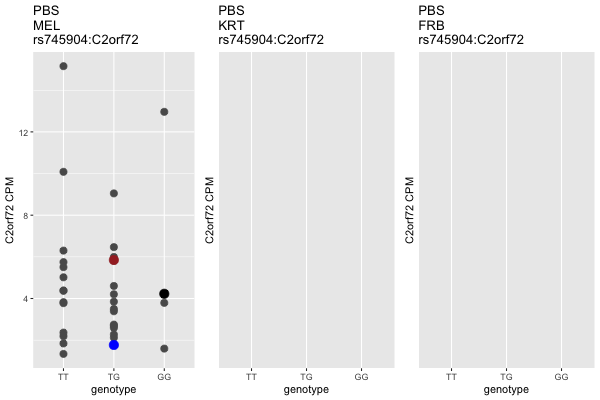 PBS
MEL
rs745904:C2orf72
C2orf72 CPM
12
8
4
TT TG GG
genotype
PBS
KRT
rs745904:C2orf72
C2orf72 CPM
TT TG GG
genotype
PBS
FRB
rs745904:C2orf72
C2orf72 CPM
TT TG GG
genotype